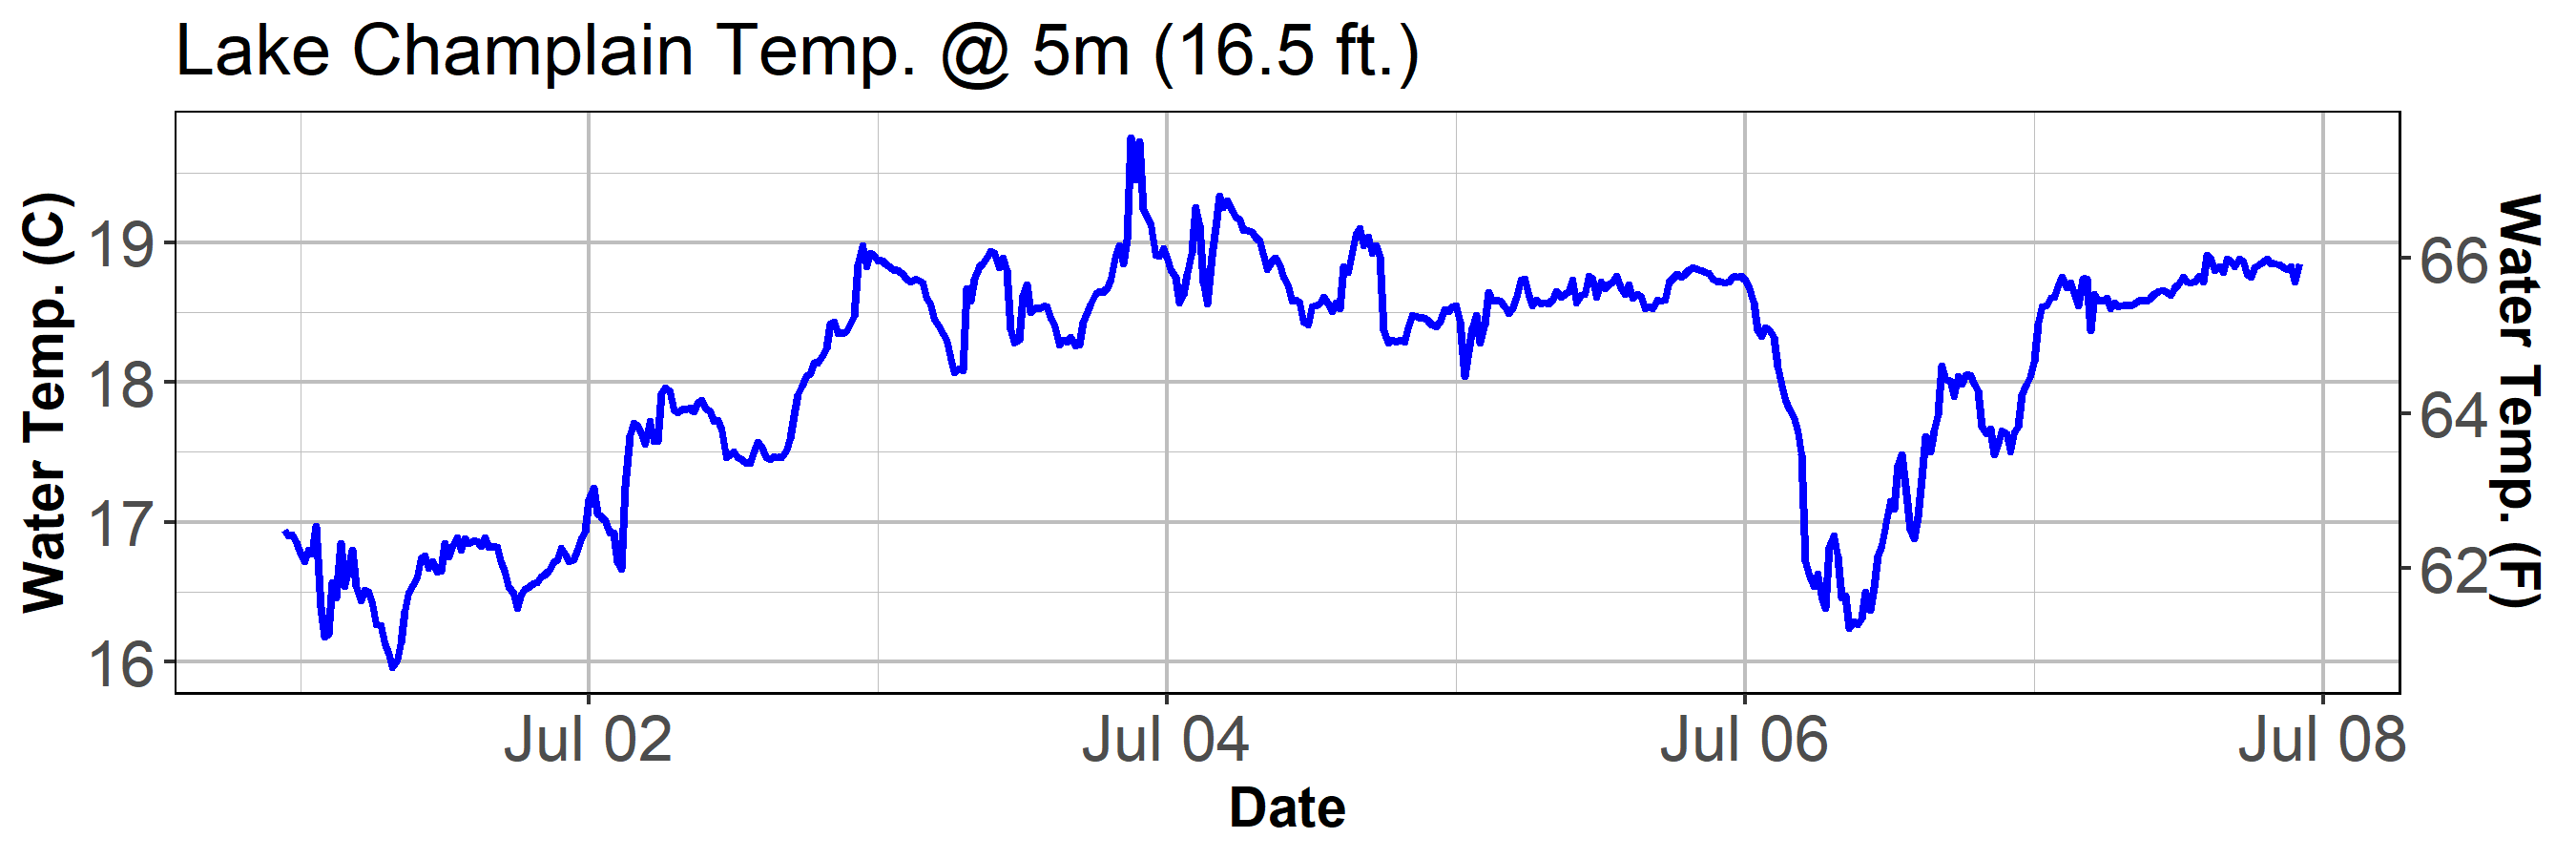 Lake Champlain Temp. @ 5m (16.5 ft.)
Water Temp. (C)
19
18
17
16
66
64
62
Water Temp. (F)
Jul 02
Jul 04
Jul 06
Jul 08
Date